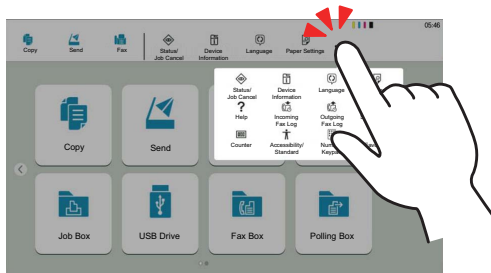 05:46
Copy
Send
Fax
Status/
Job Cancel
Device
Information
Language
Paper Settings
Status/
Job Cancel
Device
Information
Language
Help
Incoming
Fax Log
Outgoing
Fax Log
Counter
Accessibility/
Standard
Copy
Send
Job Box
USB Drive
Fax Box
Polling Box